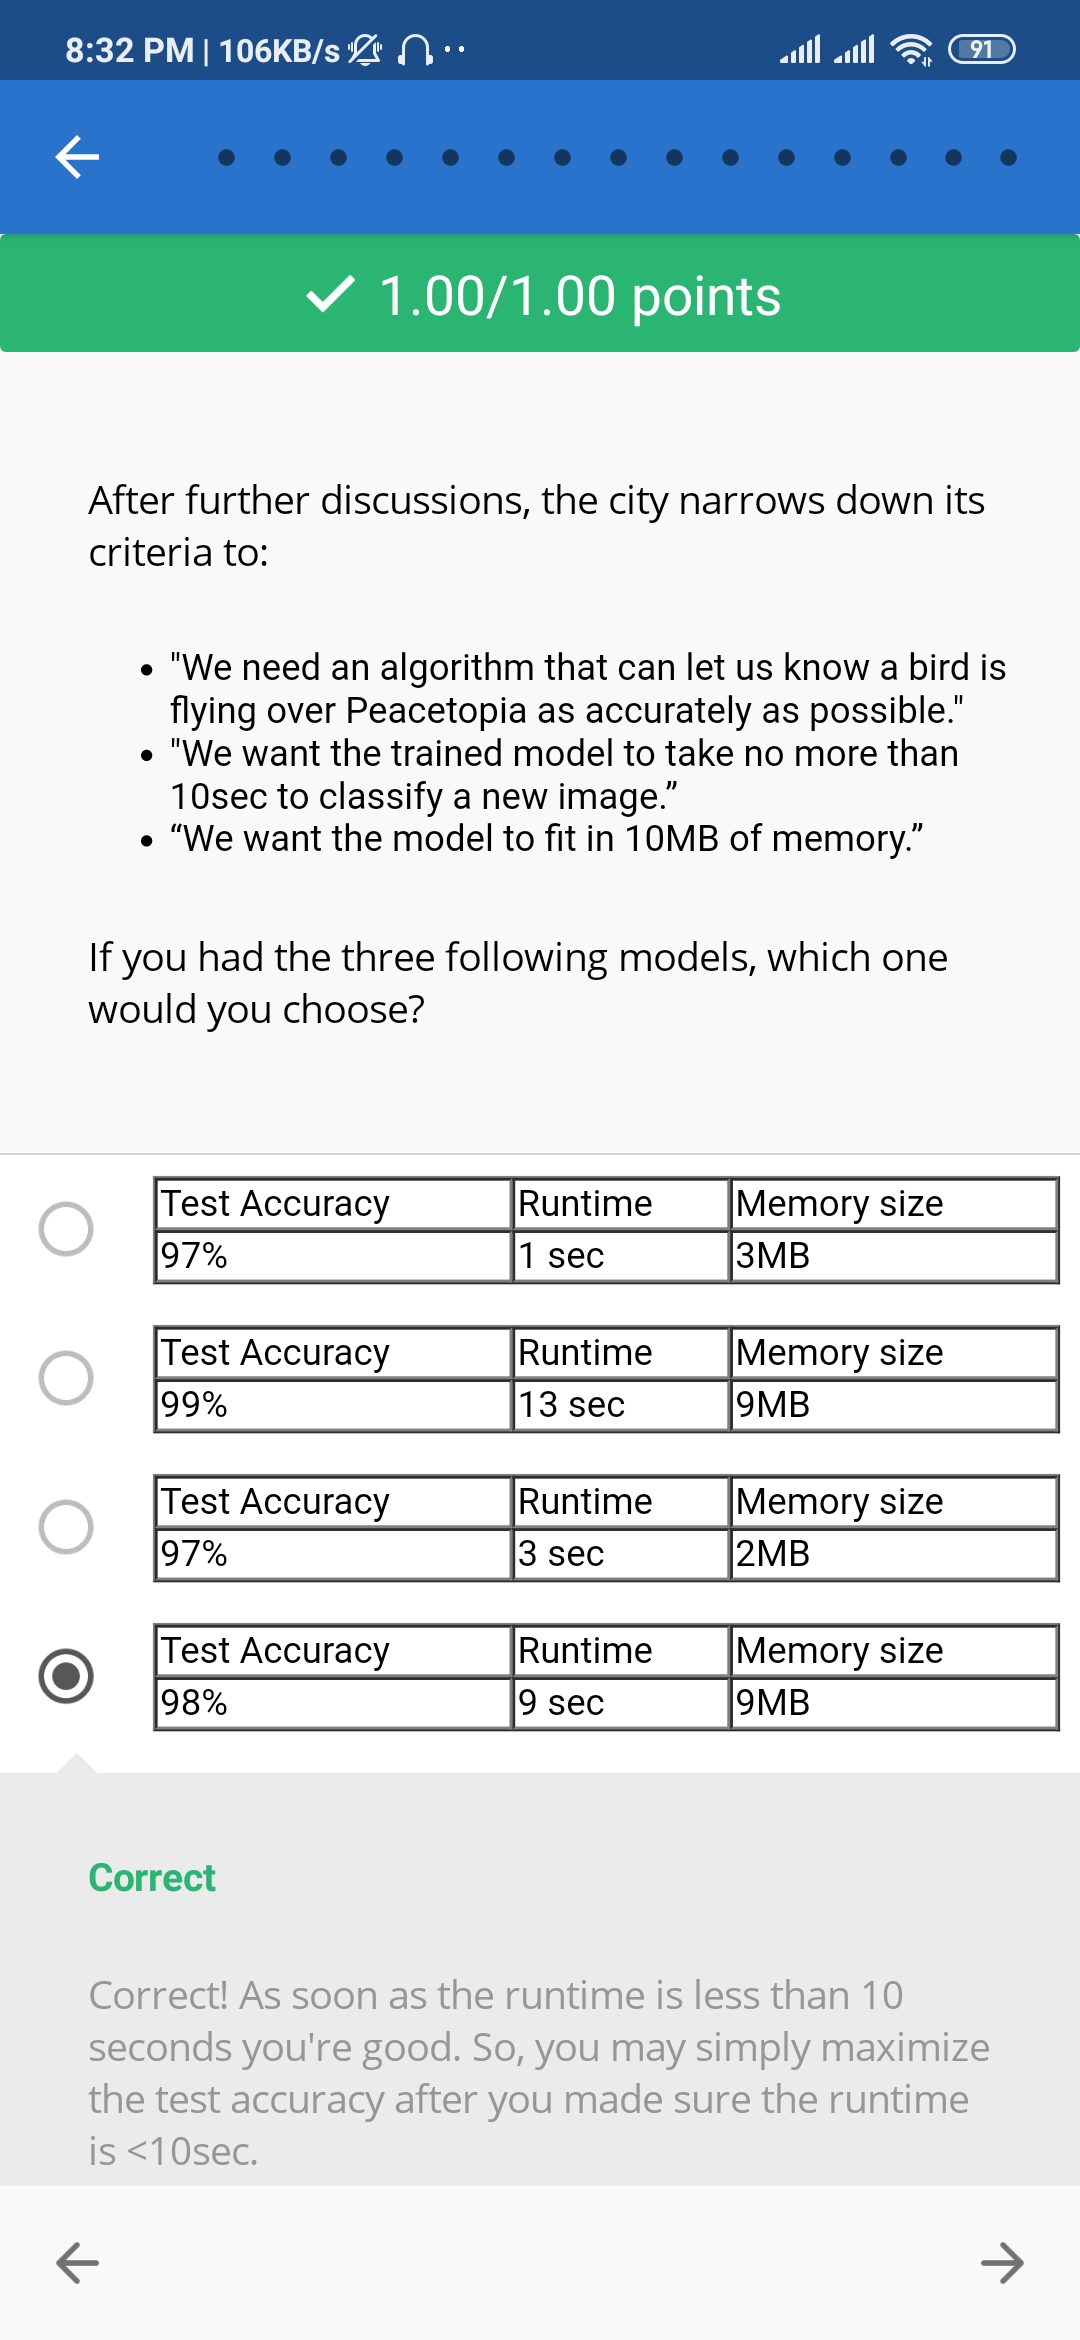 8:32 PM | 106KB/s
91
1.00/1.00 points
After further discussions, the city narrows down its
criteria to:
• "We need an algorithm that can let us know a bird is
flying over Peacetopia as accurately as possible."
• "We want the trained model to take no more than
10sec to classify a new image.”
• “We want the model to fit in 10MB of memory.”
If you had the three following models, which one
would you choose?
Test Accuracy Runtime Memory size
97% 1 sec 3MB
Test Accuracy Runtime Memory size
99% 13 sec 9MB
Test Accuracy Runtime Memory size
97% 3 sec 2MB
Test Accuracy Runtime Memory size
98% 9 sec 9MB
Correct
Correct! As soon as the runtime is less than 10
seconds you're good. So, you may simply maximize
the test accuracy after you made sure the runtime
is <10sec.